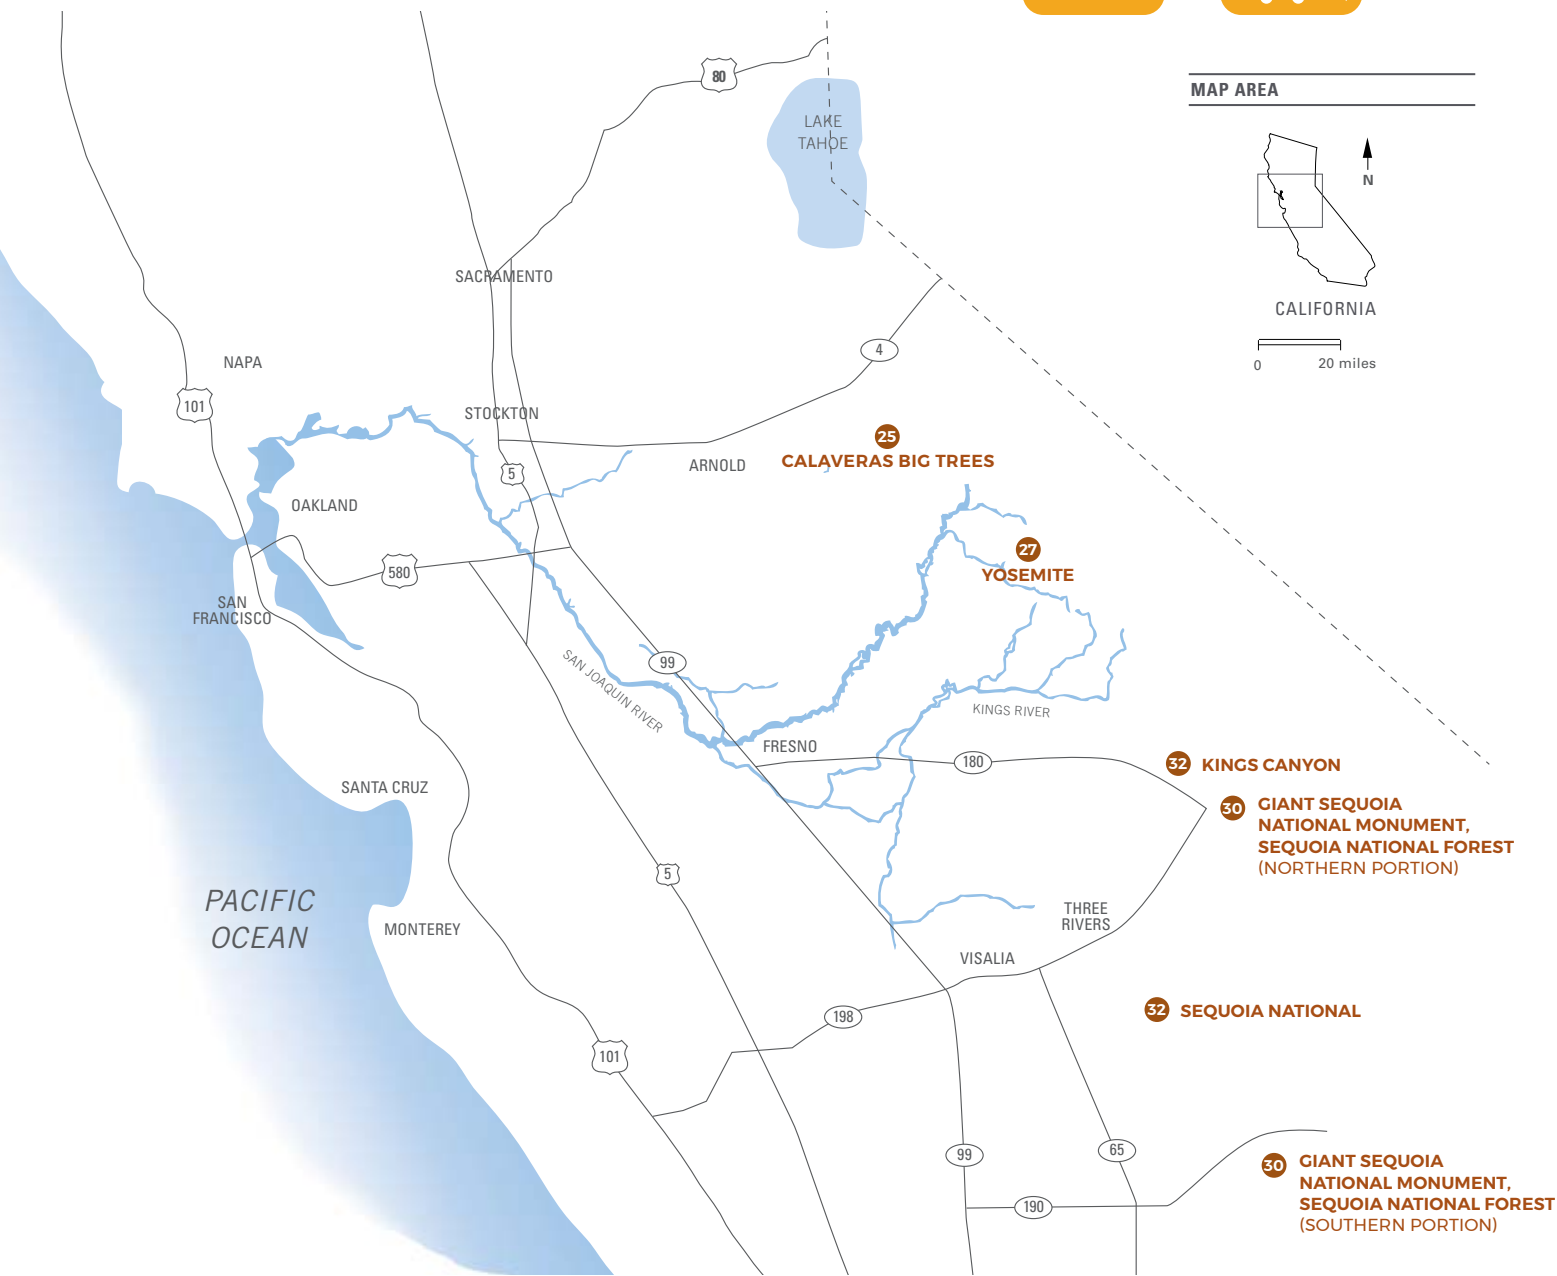 80
LAKE
TAHOE
MAP AREA
N
CALIFORNIA
0 20 miles
SACRAMENTO
4
NAPA
101
STOCKTON
25
CALAVERAS BIG TREES
ARNOLD
5
OAKLAND
27
YOSEMITE
580
SAN
FRANCISCO
99
SAN JOAQUIN RIVER
KINGS RIVER
FRESNO
180
32 KINGS CANYON
30 GIANT SEQUOIA
NATIONAL MONUMENT,
SEQUOIA NATIONAL FOREST
(NORTHERN PORTION)
SANTA CRUZ
5
PACIFIC
OCEAN
MONTEREY
THREE
RIVERS
VISALIA
198
32 SEQUOIA NATIONAL
101
99
65
190
30 GIANT SEQUOIA
NATIONAL MONUMENT,
SEQUOIA NATIONAL FOREST
(SOUTHERN PORTION)